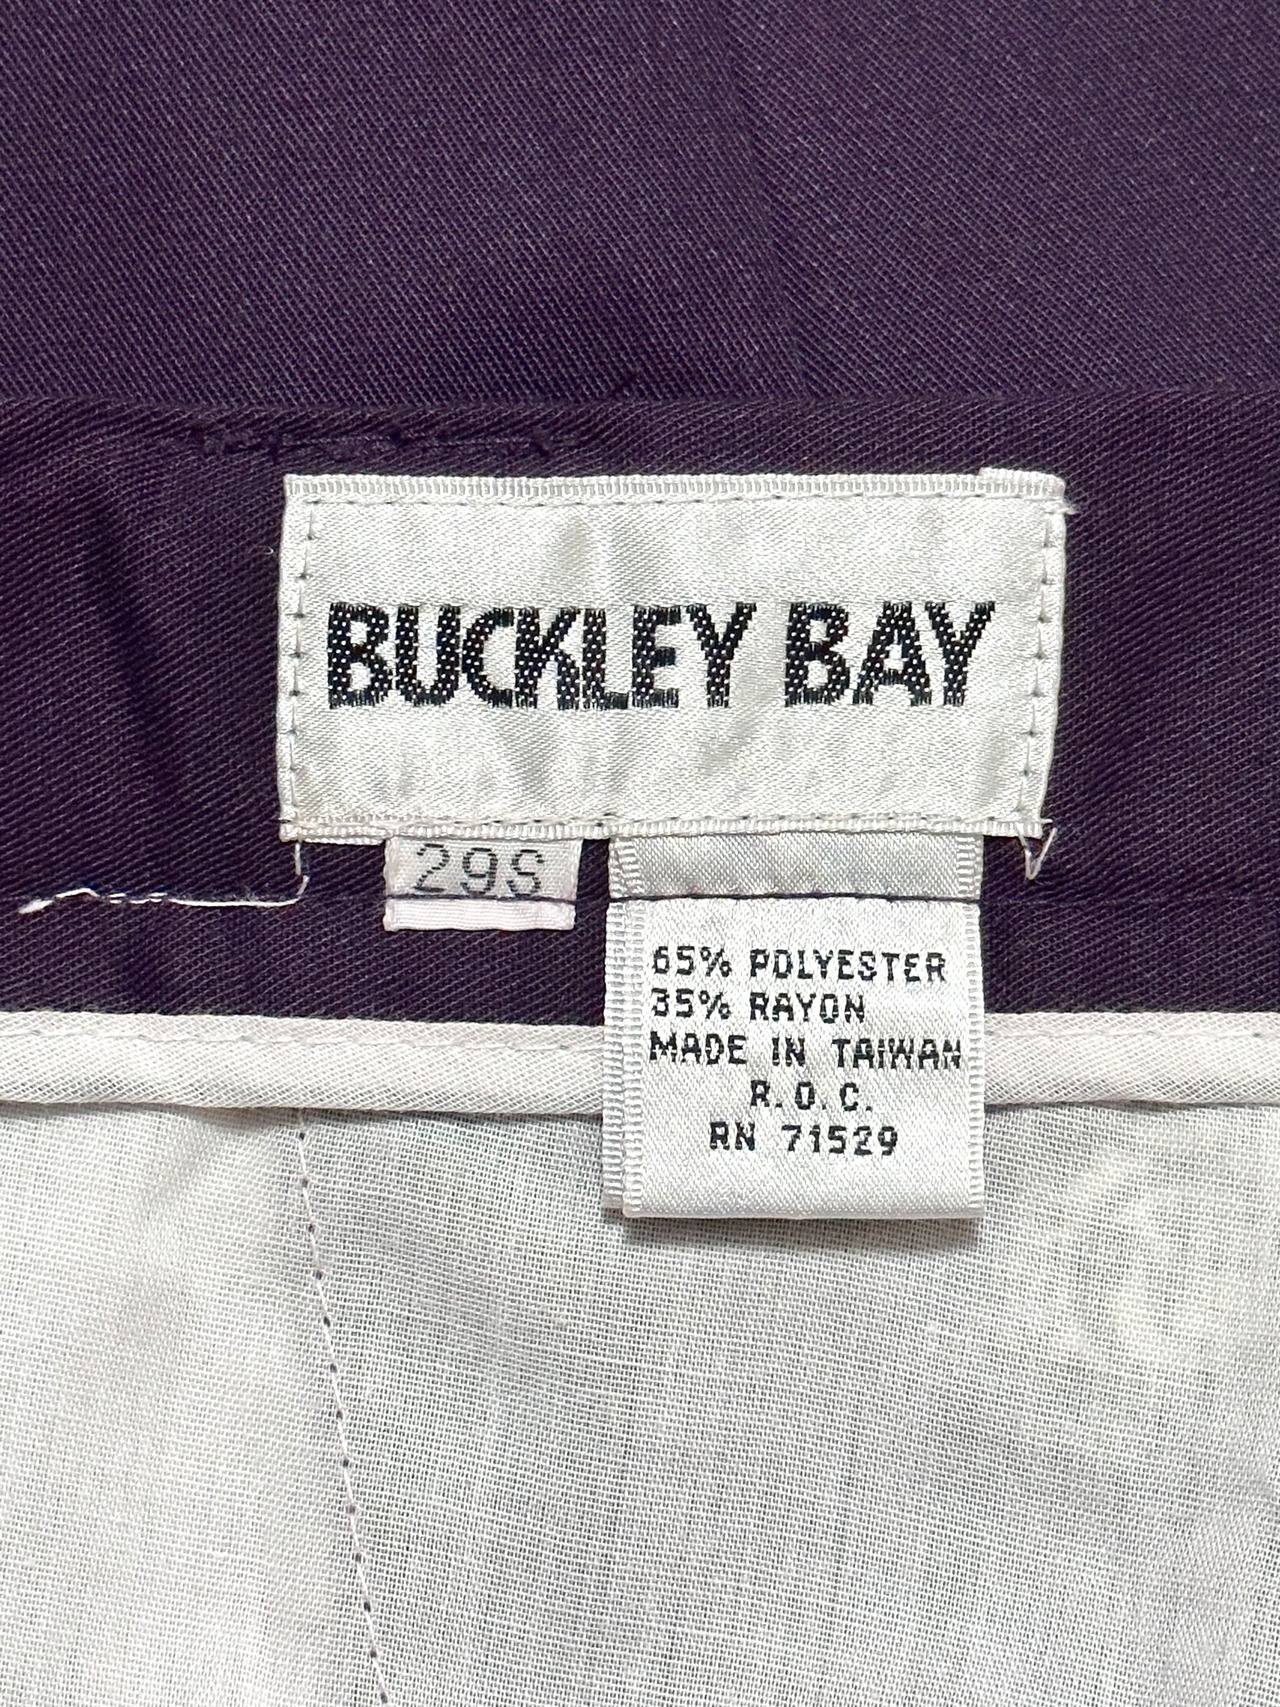 BUCKLEY BAY
29S
65% POLYESTER
35% RAYON
MADE IN TAIWAN
R.O.C.
RN 71529